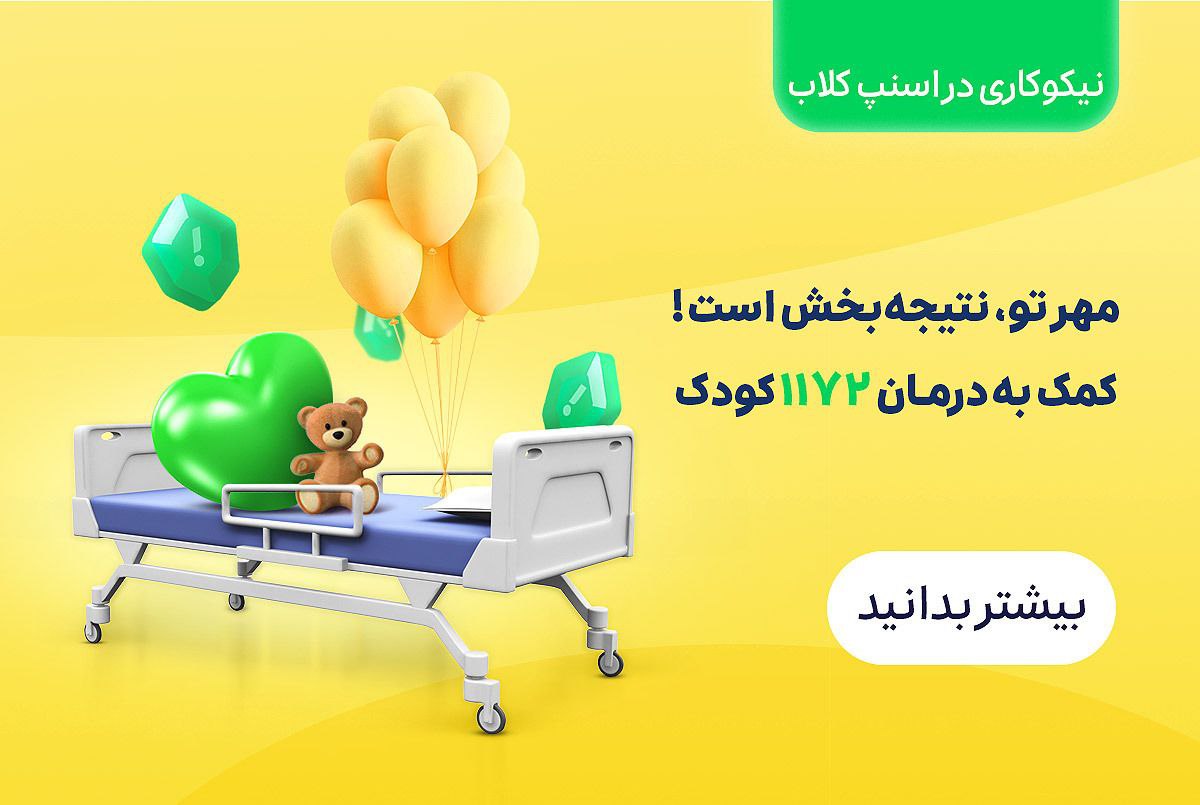 نیکوکاری در اسنپ کلاب
مهر تو، نتیجه‌بخش است!
کمک به درمان ۱۱۷۲ کودک
بیشتر بدانید